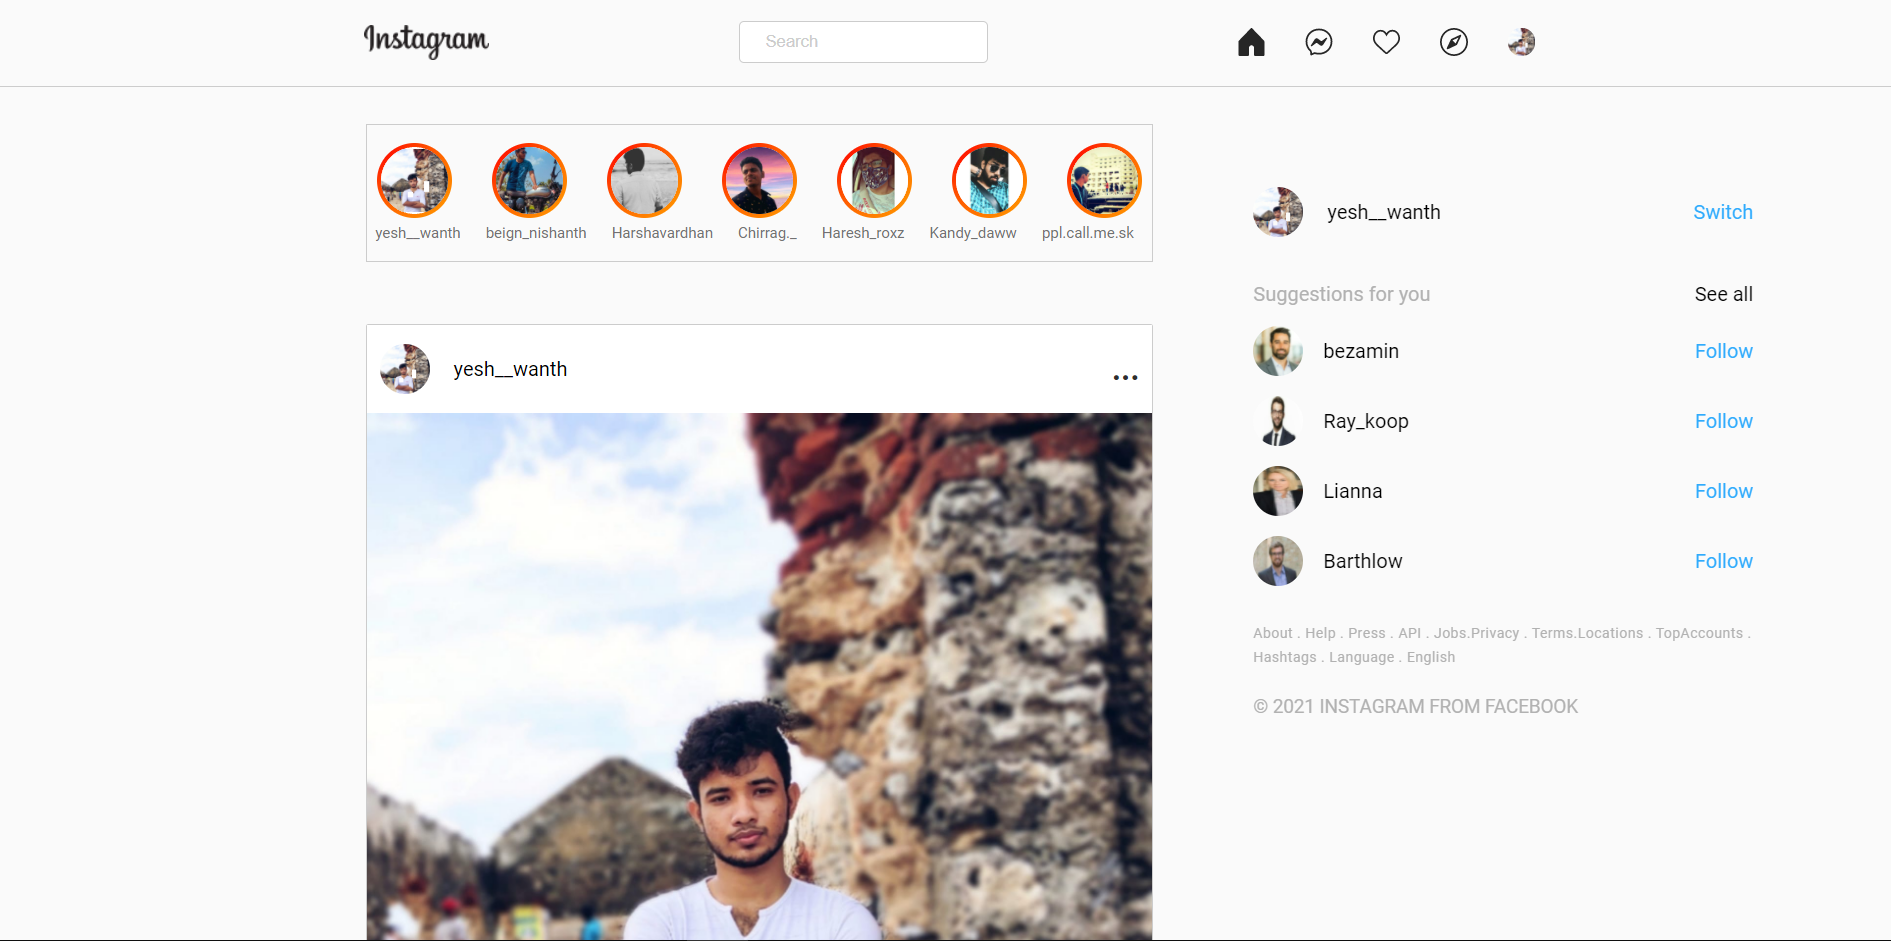 Instagram
Search
yesh__wanth beign_nishanth Harshavardhan Chirrag._ Haresh_roxz Kandy_daww ppl.call.me.sk
yesh__wanth
yesh__wanth Switch
Suggestions for you See all
bezamin Follow
Ray_koop Follow
Lianna Follow
Barthlow Follow
About . Help . Press . API . Jobs.Privacy . Terms.Locations . TopAccounts .
Hashtags . Language . English
© 2021 INSTAGRAM FROM FACEBOOK